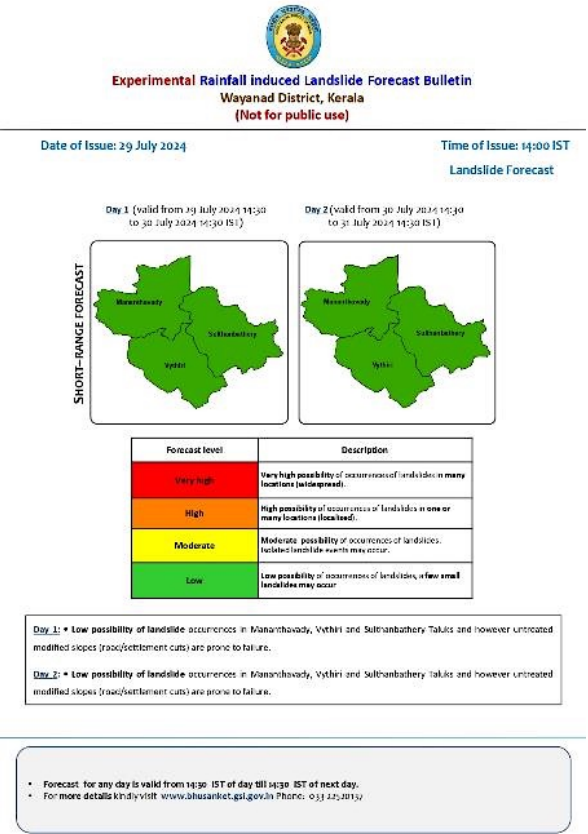 Experimental Rainfall induced Landslide Forecast Bulletin
Wayanad District, Kerala
(Not for public use)
Date of Issue: 29 July 2024
Time of Issue: 14:00 IST
Landslide Forecast
Day 1 (valid from 29 July 2024 14:30
to 30 July 2024 14:30 IST)
Day 2 (valid from 30 July 2024 14:30
to 31 July 2024 14:30 IST)
SHORT-RANGE FORECAST
Mananthavady
Sulthanbathery
Vythiri
Mananthavady
Sulthanbathery
Vythiri
Forecast level
Description
Very high
Very high possibility of occurrences of landslides in many
locations (widespread).
High
High possibility of occurrences of landslides in one or
many locations (localised).
Moderate
Moderate possibility of occurrences of landslides.
Isolated landslide events may occur.
Low
Low possibility of occurrences of landslides, a few small
landslides may occur
Day 1: • Low possibility of landslide occurrences in Mananthavady, Vythiri and Sulthanbathery Taluks and however untreated
modified slopes (road/settlement cuts) are prone to failure.
Day 2: • Low possibility of landslide occurrences in Mananthavady, Vythiri and Sulthanbathery Taluks and however untreated
modified slopes (road/settlement cuts) are prone to failure.
• Forecast for any day is valid from 14:30 IST of day till 14:30 IST of next day.
• For more details kindly visit www.bhusanket.gsi.gov.in Phone: 033